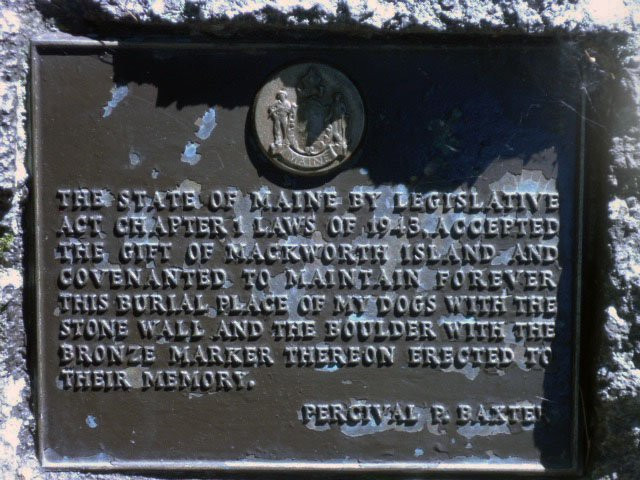 MAINE
THE STATE OF MAINE BY LEGISLATIVE
ACT CHAPTER 1 LAWS OF 1943 ACCEPTED
THE GIFT OF MACKWORTH ISLAND AND
COVENANTED TO MAINTAIN FOREVER
THIS BURIAL PLACE OF MY DOGS WITH THE
STONE WALL AND THE BOULDER WITH THE
BRONZE MARKER THEREON ERECTED TO
THEIR MEMORY.
PERCIVAL P. BAXTER